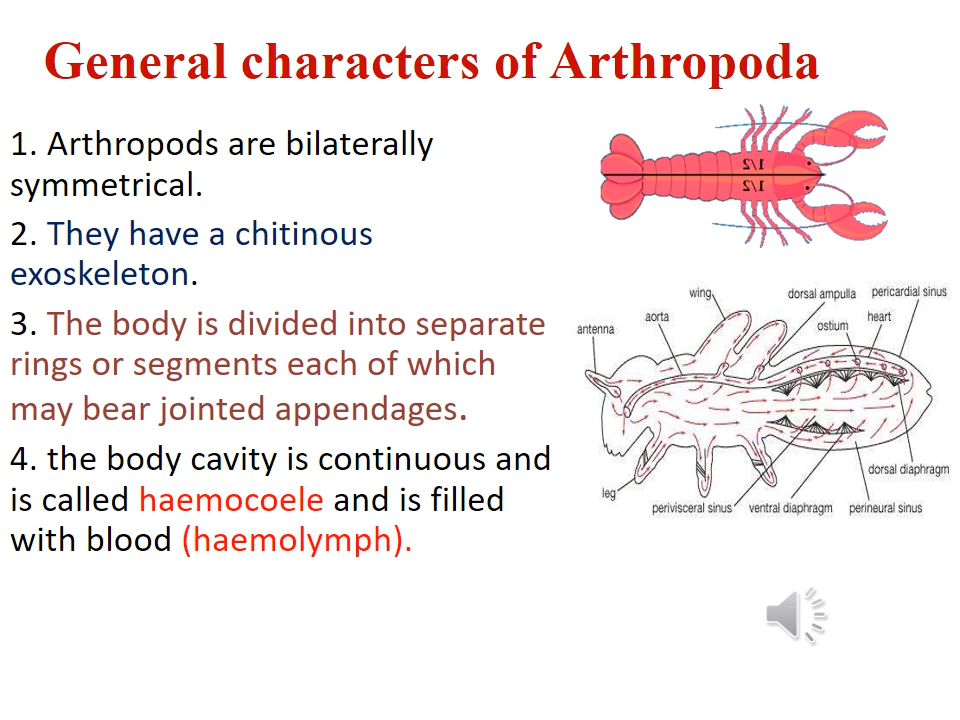 General characters of Arthropoda
1. Arthropods are bilaterally
symmetrical.
2. They have a chitinous
exoskeleton.
3. The body is divided into separate
rings or segments each of which
may bear jointed appendages.
4. the body cavity is continuous and
is called haemocoele and is filled
with blood (haemolymph).
1/2
1/2
wing
dorsal ampulla
pericardial sinus
antenna
aorta
ostium
heart
dorsal diaphragm
leg
perivisceral sinus
ventral diaphragm
perineural sinus